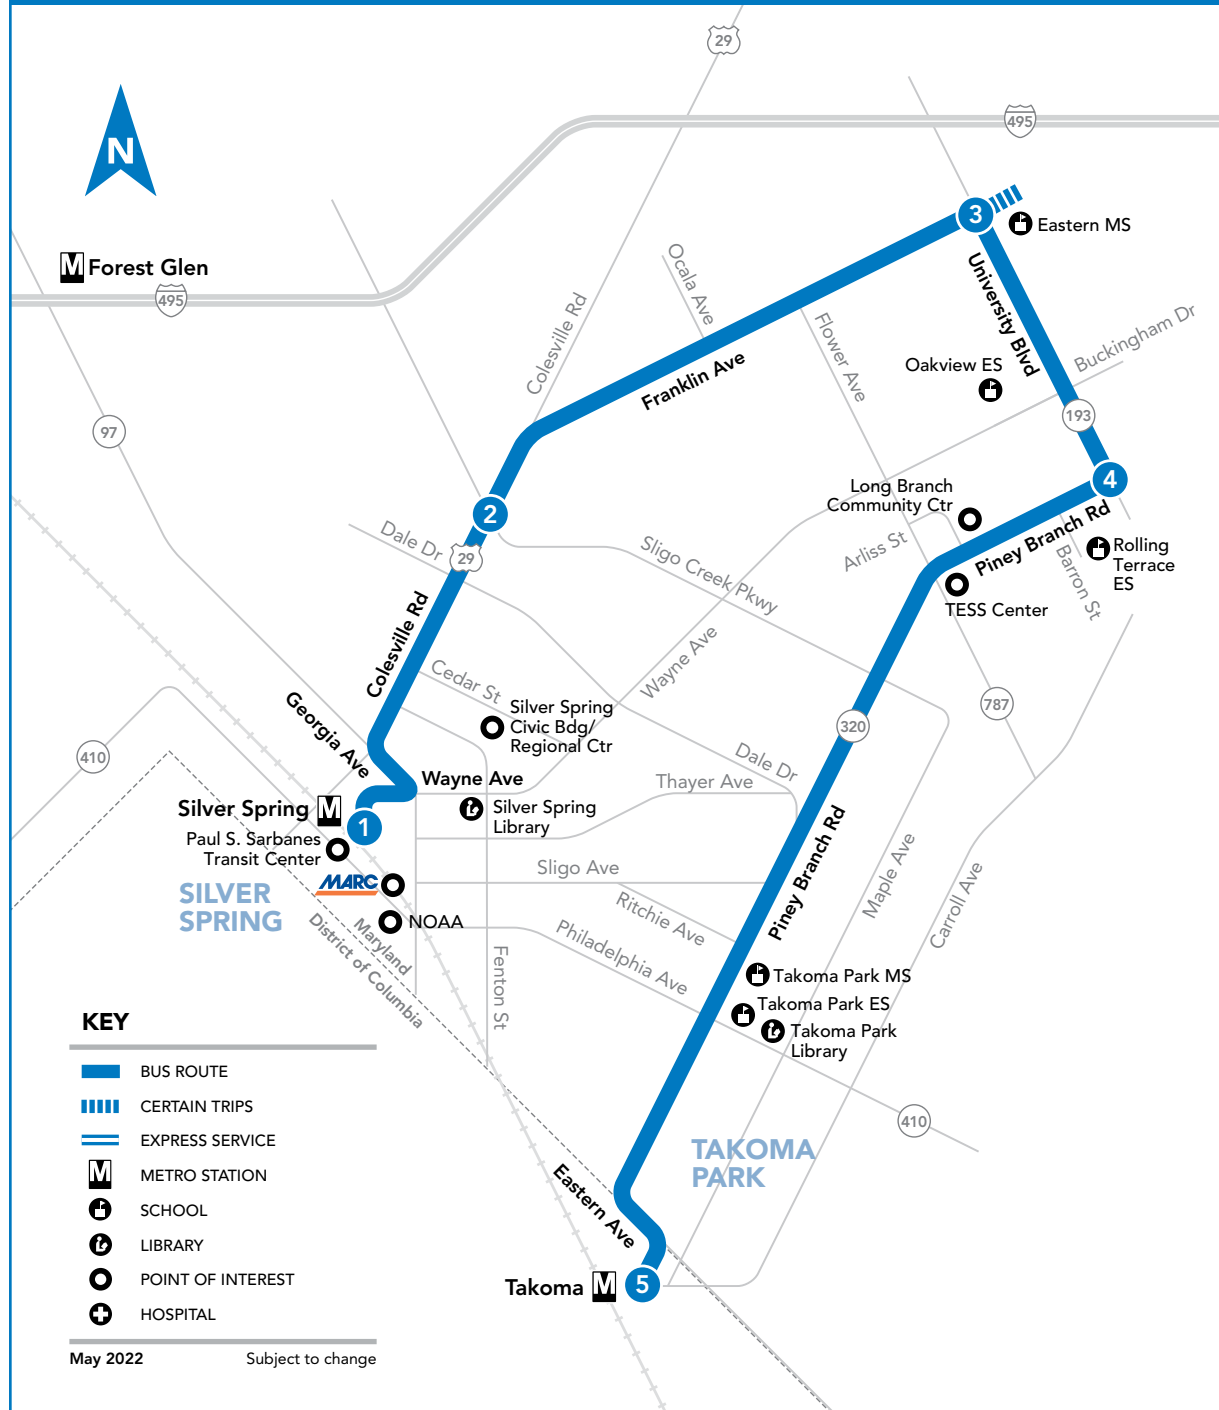 29
495
N
3
Eastern MS
Forest Glen
495
Ocala Ave
University Blvd
Colesville Rd
Flower Ave
Buckingham Dr
Oakview ES
Franklin Ave
193
97
4
Long Branch
Community Ctr
2
Dale Dr
29
Sligo Creek Pkwy
Arliss St
Piney Branch Rd
Barron St
Rolling
Terrace
ES
TESS Center
Colesville Rd
Wayne Ave
Cedar St
Georgia Ave
Silver Spring
Civic Bdg/
Regional Ctr
787
320
410
Dale Dr
Wayne Ave
Thayer Ave
Silver Spring
M
1
Silver Spring
Library
Paul S. Sarbanes
Transit Center
Piney Branch Rd
Maple Ave
MARC
SILVER
SPRING
Sligo Ave
Ritchie Ave
Carroll Ave
NOAA
Maryland
District of Columbia
Philadelphia Ave
Fenton St
Takoma Park MS
Takoma Park ES
Takoma Park
Library
410
TAKOMA
PARK
Eastern Ave
Takoma
M
5
KEY
BUS ROUTE
CERTAIN TRIPS
EXPRESS SERVICE
M
METRO STATION
SCHOOL
LIBRARY
POINT OF INTEREST
HOSPITAL
May 2022
Subject to change